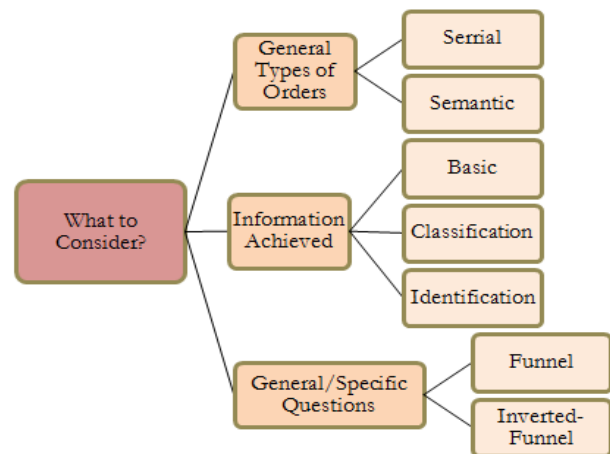 What to
Consider?
General
Types of
Orders
Serrial
Semantic
Information
Achieved
Basic
Classification
Identification
General/Specific
Questions
Funnel
Inverted-
Funnel